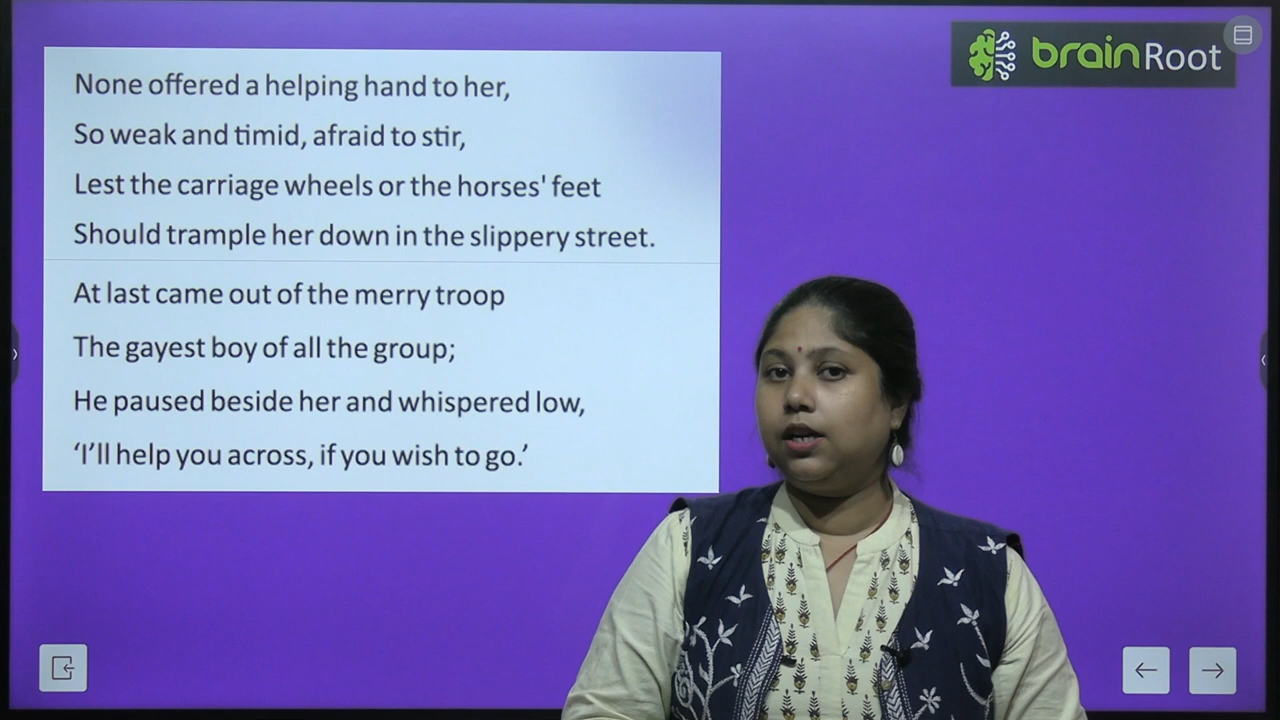 brainRoot
None offered a helping hand to her,
So weak and timid, afraid to stir,
Lest the carriage wheels or the horses' feet
Should trample her down in the slippery street.
At last came out of the merry troop
The gayest boy of all the group;
He paused beside her and whispered low,
‘I’ll help you across, if you wish to go.’